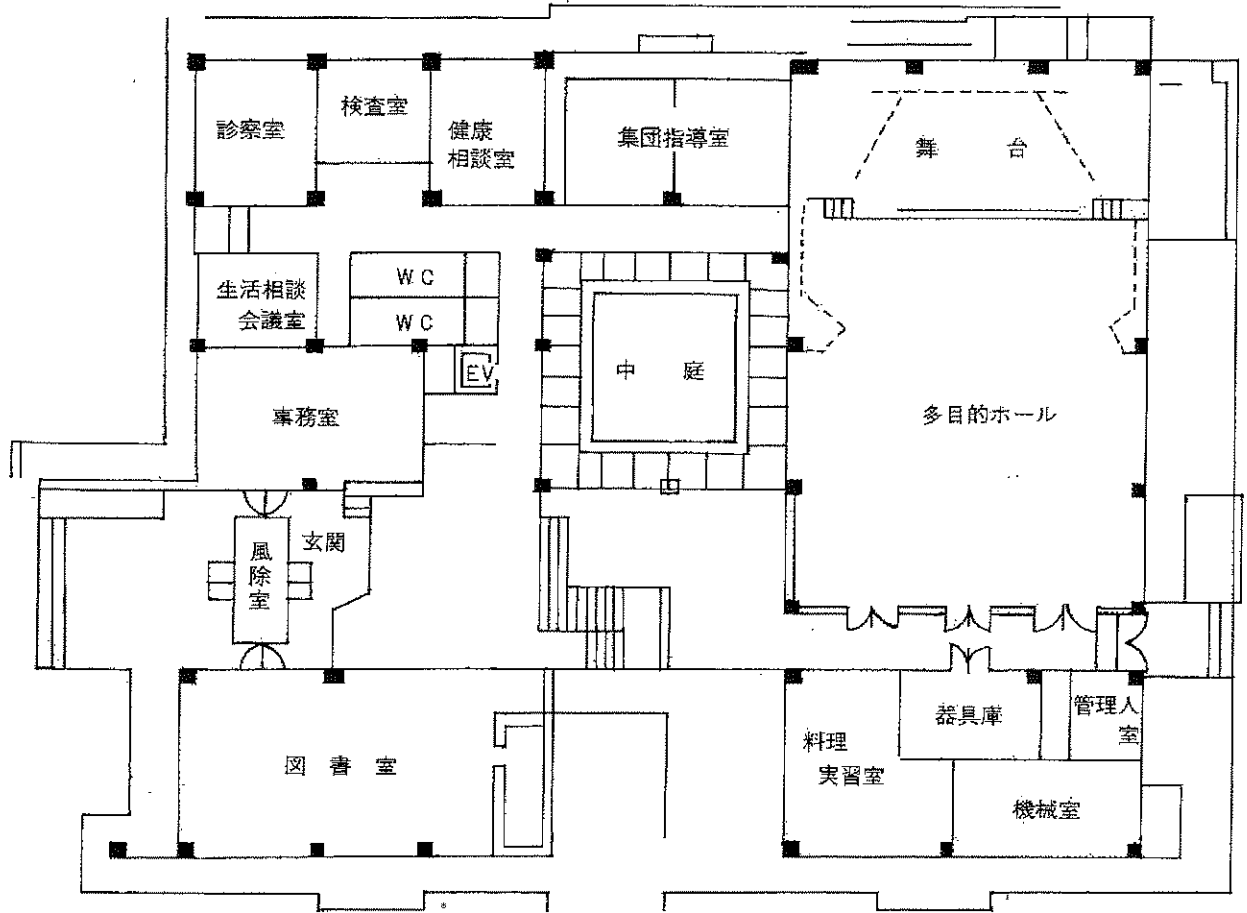 診察室
検査室
健康
相談室
集団指導室
舞 台
生活相談
会議室
WC
WC
EV
中 庭
多目的ホール
事務室
玄関
風除室
図 書 室
料理
実習室
器具庫
管理人
室
機械室